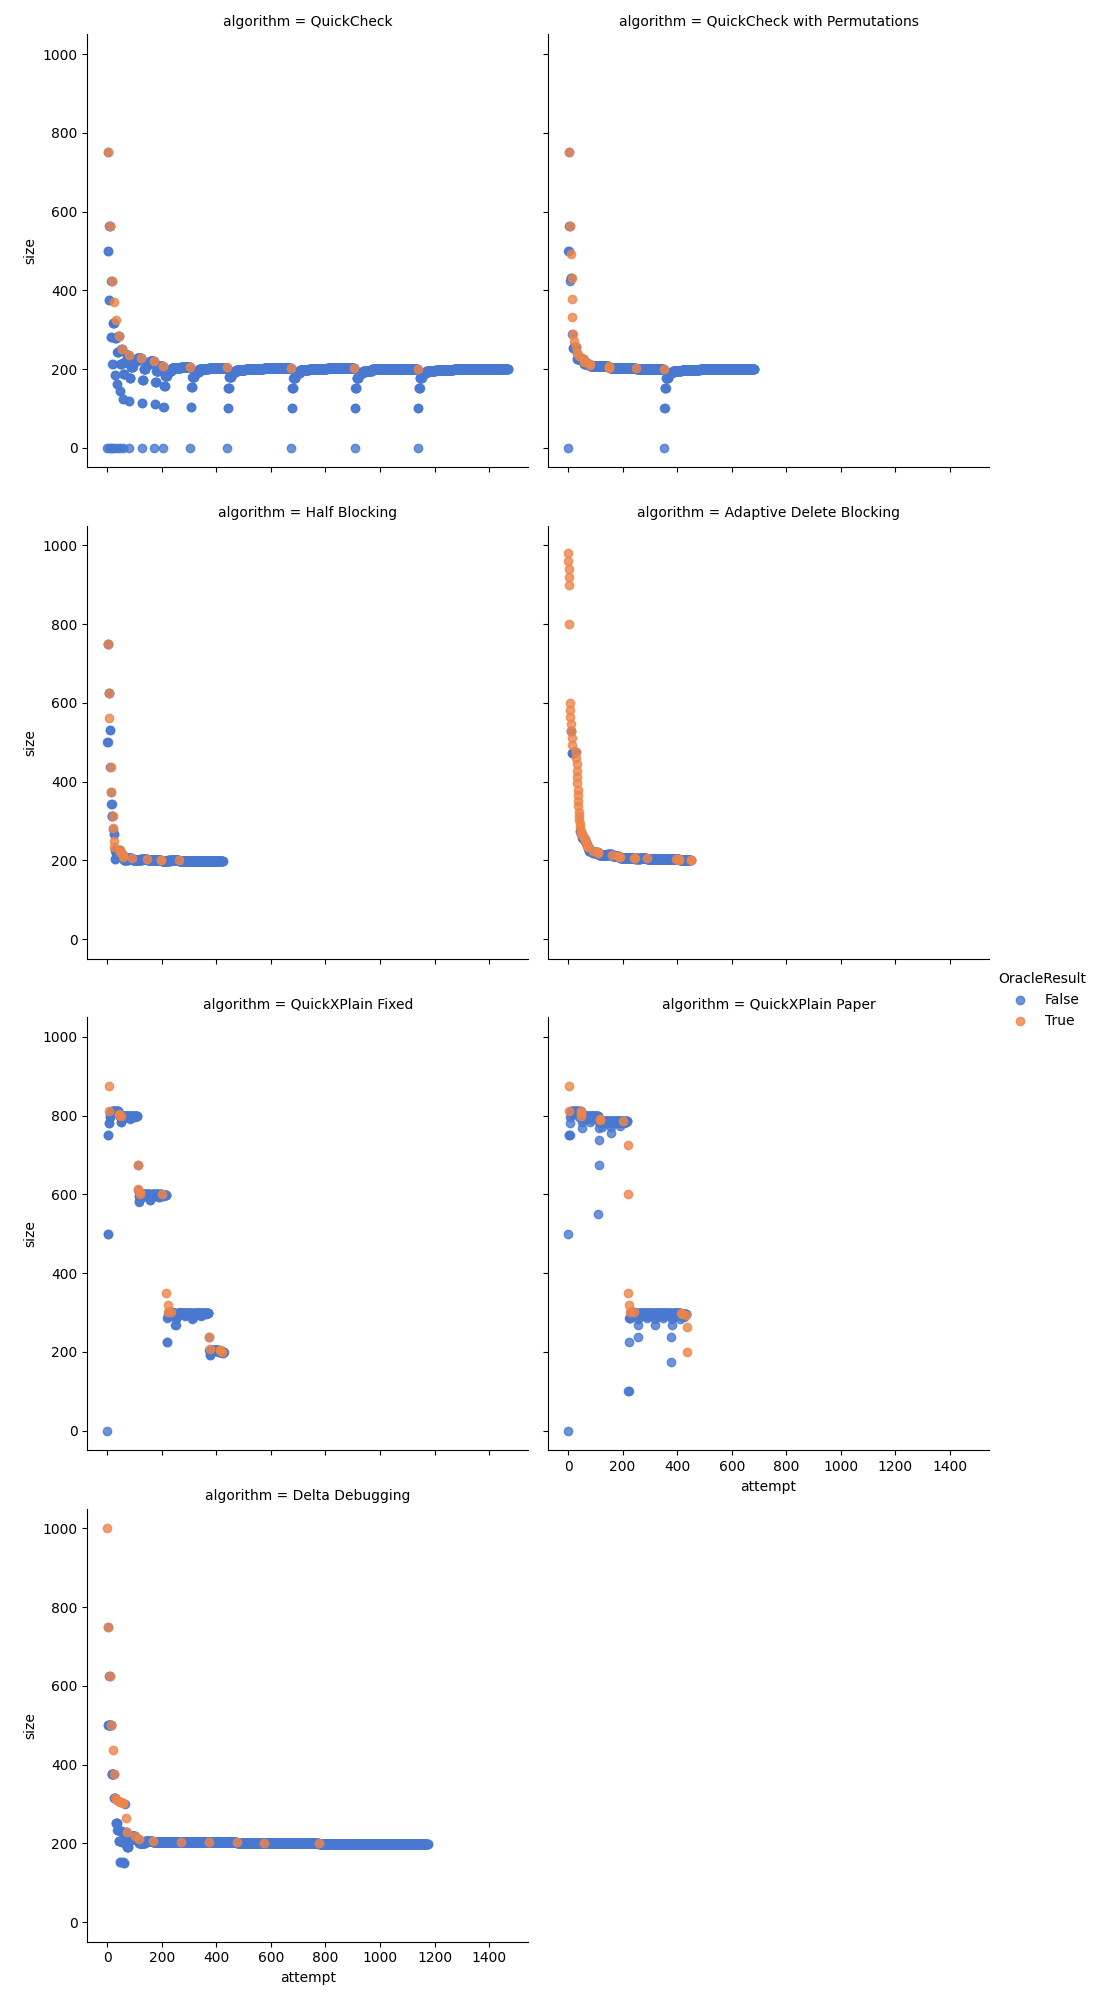 algorithm = QuickCheck
algorithm = QuickCheck with Permutations
1000
800
600
400
200
0
size
algorithm = Half Blocking
algorithm = Adaptive Delete Blocking
1000
800
600
400
200
0
size
OracleResult
False
True
algorithm = QuickXPlain Fixed
algorithm = QuickXPlain Paper
1000
800
600
400
200
0
size
0 200 400 600 800 1000 1200 1400
attempt
algorithm = Delta Debugging
1000
800
600
400
200
0
size
0 200 400 600 800 1000 1200 1400
attempt